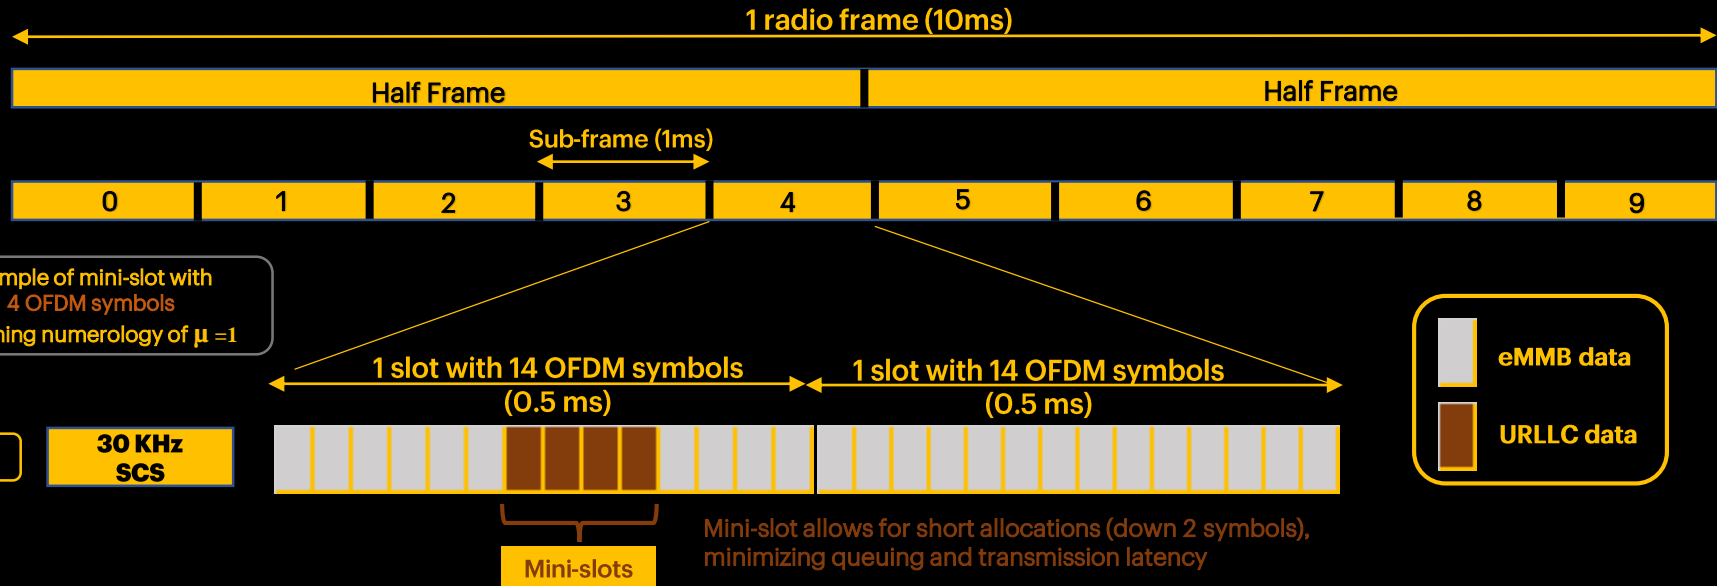 1 radio frame (10ms)
Half Frame
Half Frame
Sub-frame (1ms)
0 1 2 3 4 5 6 7 8 9
mple of mini-slot with
4 OFDM symbols
ning numerology of μ =1
1 slot with 14 OFDM symbols
(0.5 ms)
1 slot with 14 OFDM symbols
(0.5 ms)
30 KHz
SCS
eMMB data
URLLC data
Mini-slots
Mini-slot allows for short allocations (down 2 symbols),
minimizing queuing and transmission latency